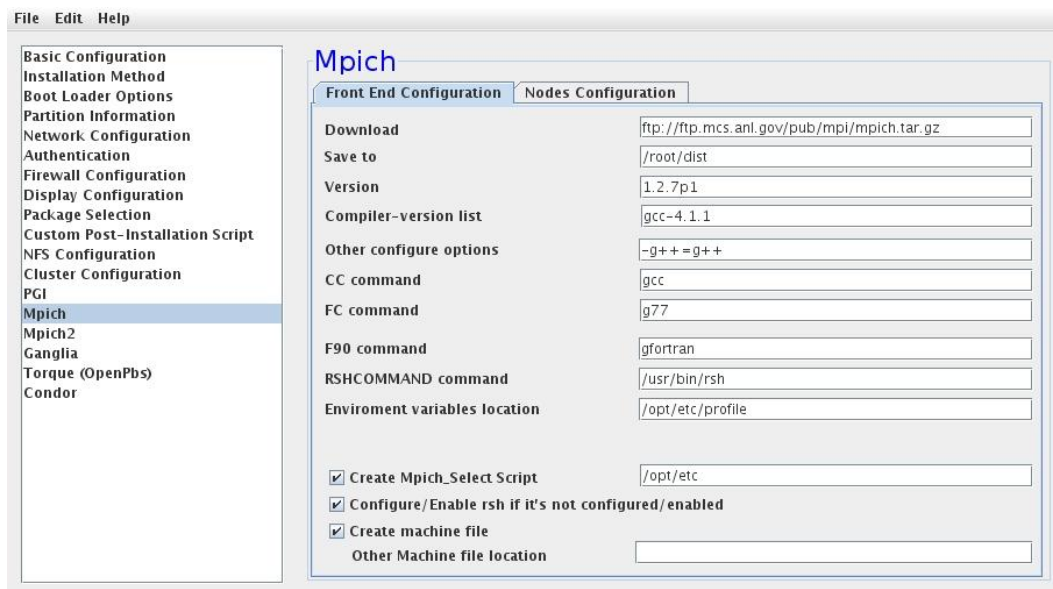 File Edit Help
Basic Configuration
Installation Method
Boot Loader Options
Partition Information
Network Configuration
Authentication
Firewall Configuration
Display Configuration
Package Selection
Custom Post-Installation Script
NFS Configuration
Cluster Configuration
PGI
Mpich
Mpich2
Ganglia
Torque (OpenPbs)
Condor
Mpich
Front End Configuration Nodes Configuration
Download ftp://ftp.mcs.anl.gov/pub/mpi/mpich.tar.gz
Save to /root/dist
Version 1.2.7p1
Compiler-version list gcc-4.1.1
Other configure options -g++=g++
CC command gcc
FC command g77
F90 command gfortran
RSHCOMMAND command /usr/bin/rsh
Enviroment variables location /opt/etc/profile
Create Mpich_Select Script /opt/etc
Configure/Enable rsh if it's not configured/enabled
Create machine file
Other Machine file location